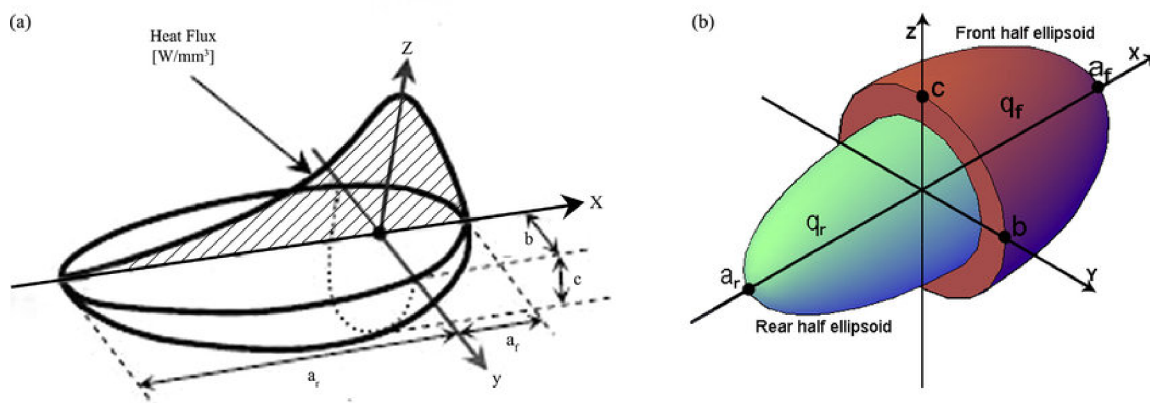 (a)
Heat Flux
[W/mm³]
Z
X
b
c
a_f
a_r
y
(b)
Z
Front half ellipsoid
X
a_f
c
q_f
q_r
b
a_r
Y
Rear half ellipsoid